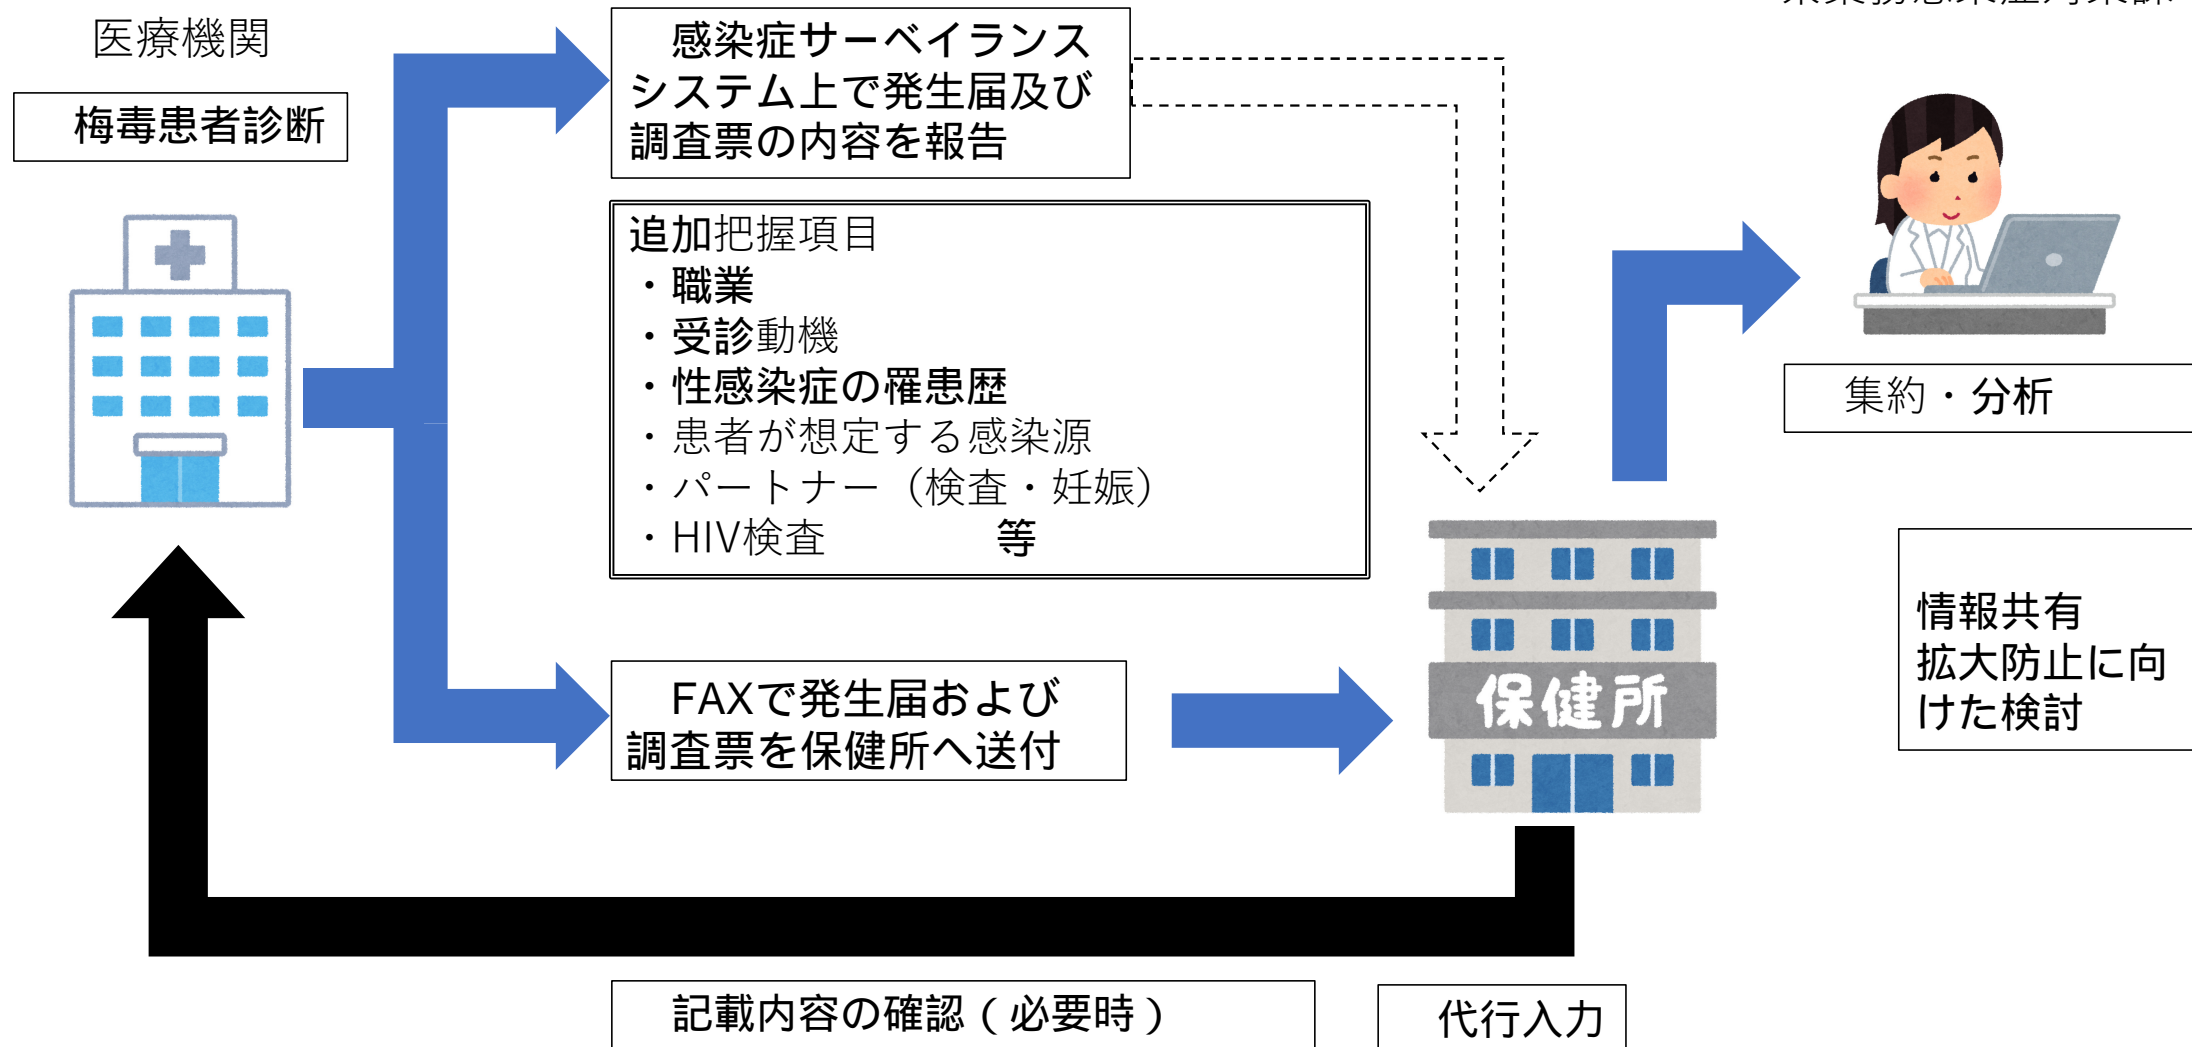 医療機関
梅毒患者診断
感染症サーベイランス
システム上で発生届及び
調査票の内容を報告
追加把握項目
・職業
・受診動機
・性感染症の罹患歴
・患者が想定する感染源
・パートナー（検査・妊娠）
・HIV検査 等
FAXで発生届および
調査票を保健所へ送付
保健所
集約・分析
情報共有
拡大防止に向
けた検討
記載内容の確認（必要時）
代行入力